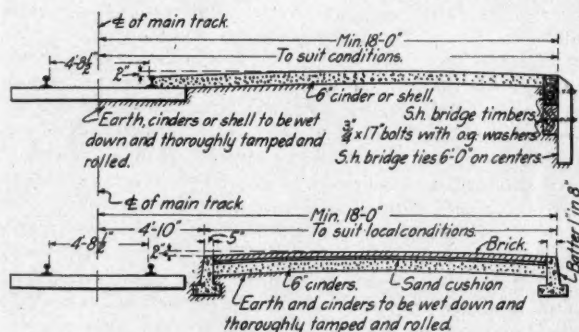 ℄ of main track.
Min. 18'-0"
To suit conditions.
4'-8½"
2"
6" cinder or shell.
Earth, cinders or shell to be wet
down and thoroughly tamped and
rolled.
S.h. bridge timbers.
¾" x 17" bolts with o.g. washers
S.h. bridge ties 6'-0" on centers.
℄ of main track.
Min. 18'-0"
4'-10"
To suit local conditions.
4'-8½"
5"
2"
Brick.
Batter 1" in 8"
6" cinders.
Sand cushion
Earth and cinders to be wet down and
thoroughly tamped and rolled.